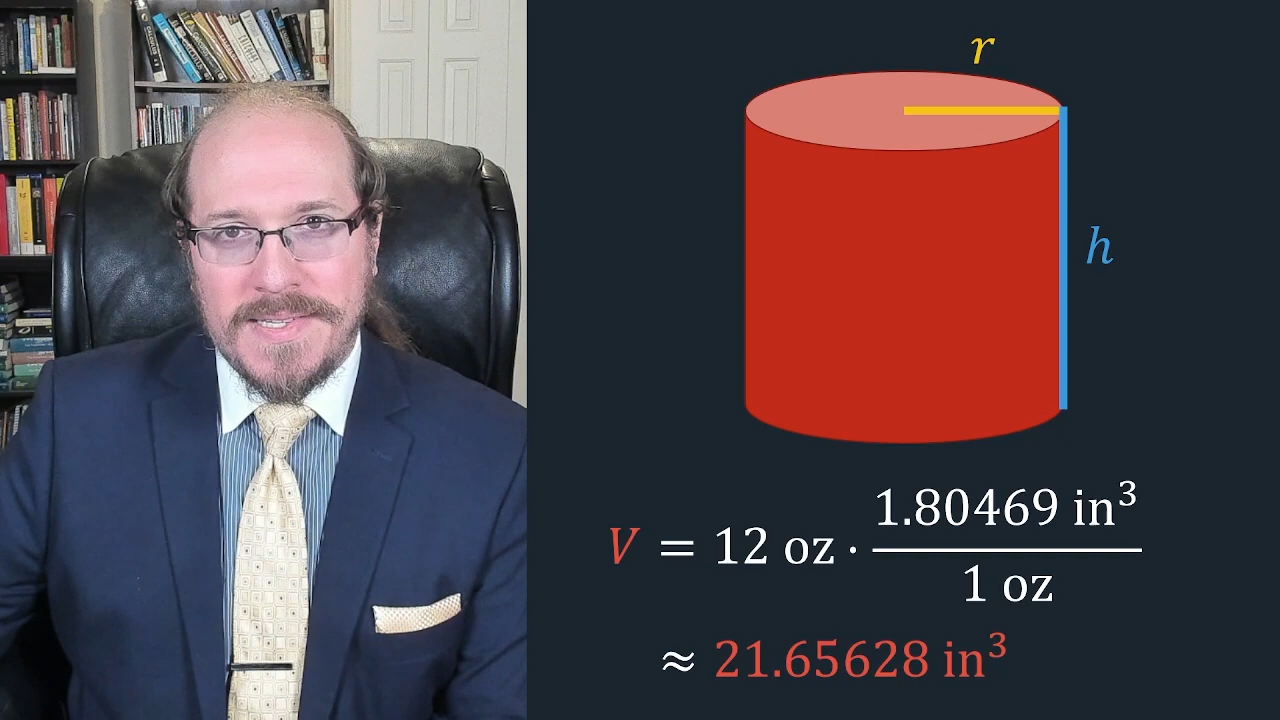 r
h
V = 12 oz · 1.80469 in³ / 1 oz
≈ 21.65628 in³